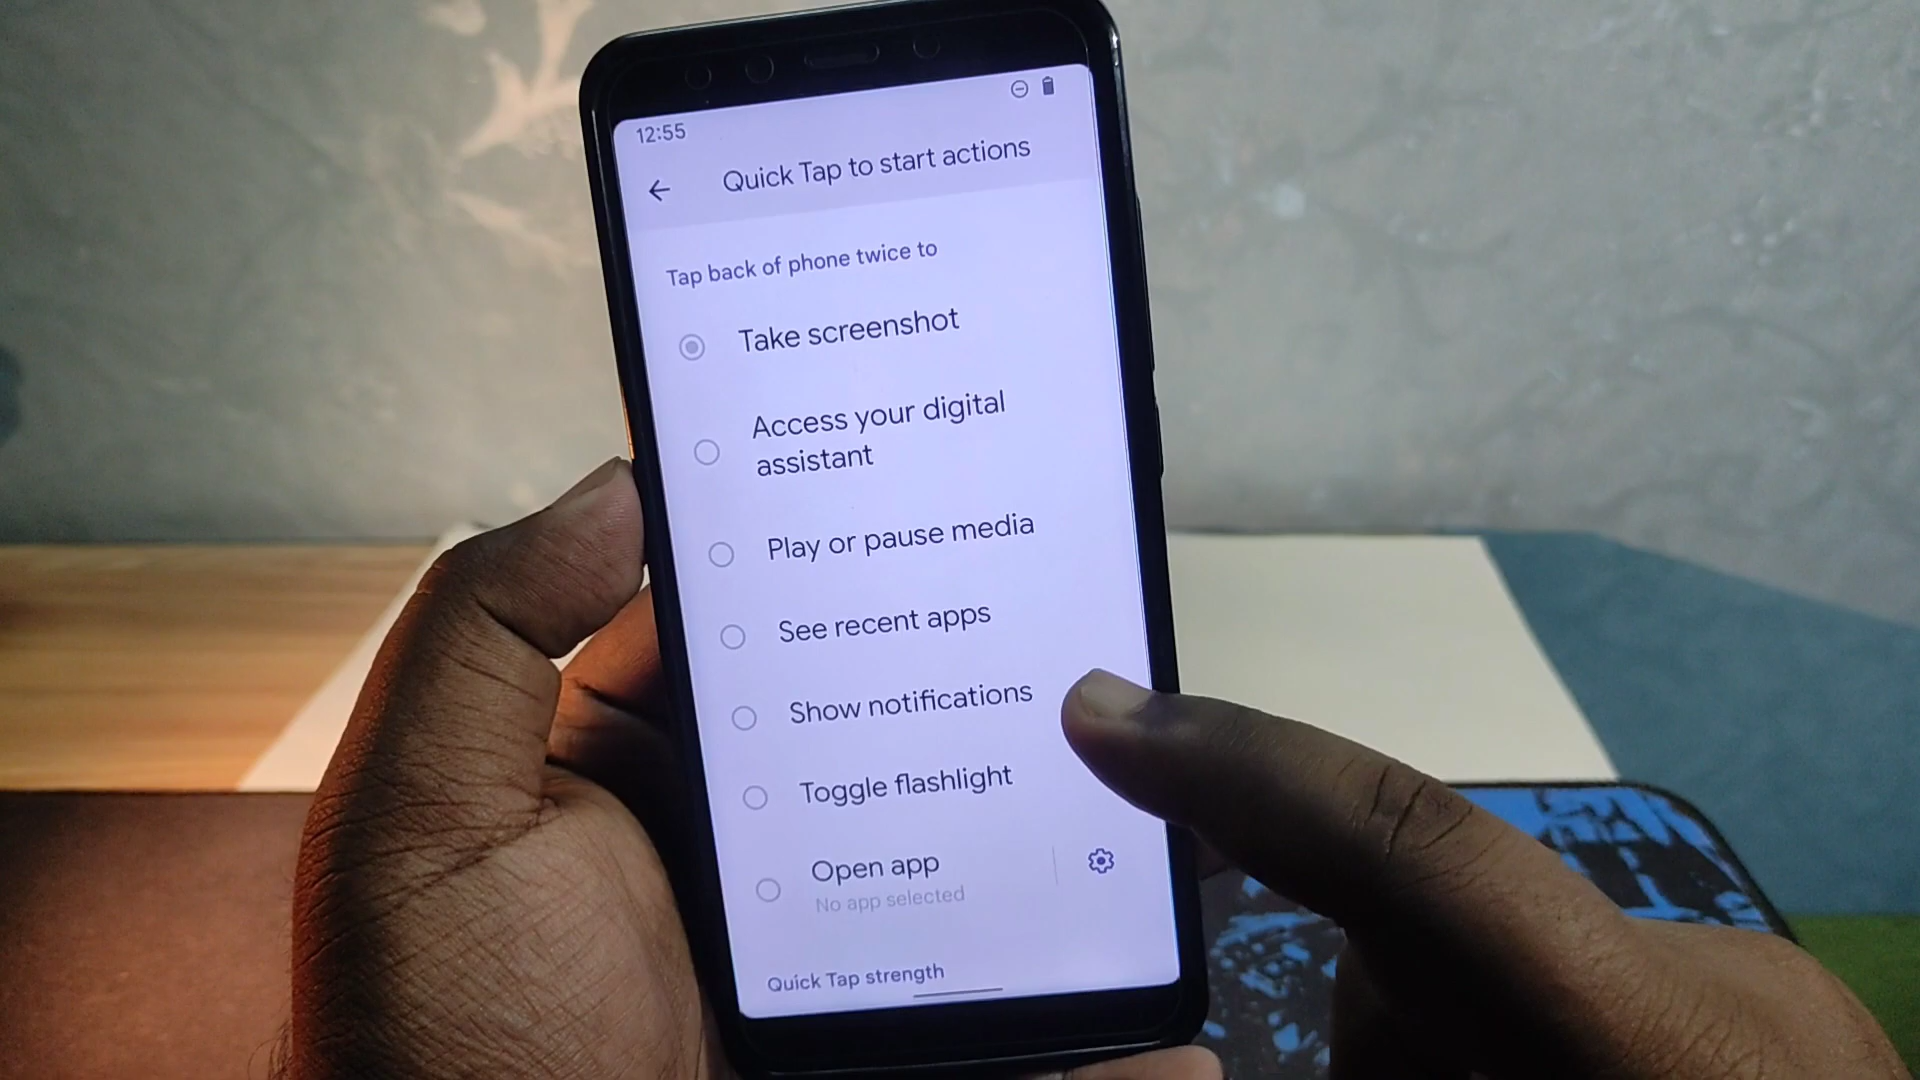 12:55
Quick Tap to start actions
Tap back of phone twice to
Take screenshot
Access your digital
assistant
Play or pause media
See recent apps
Show notifications
Toggle flashlight
Open app
No app selected
Quick Tap strength